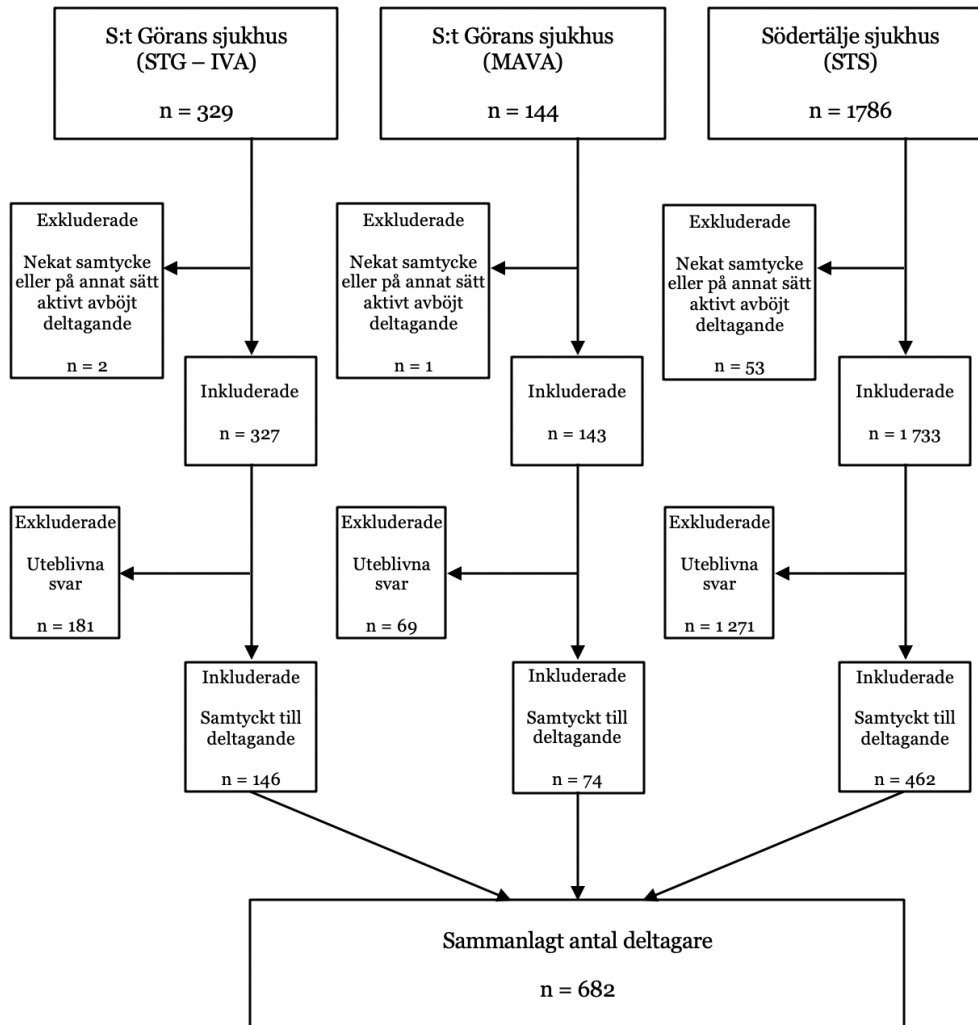 S:t Görans sjukhus
(STG – IVA)
n = 329
S:t Görans sjukhus
(MAVA)
n = 144
Södertälje sjukhus
(STS)
n = 1786
Exkluderade
Nekat samtycke
eller på annat sätt
aktivt avböjt
deltagande
n = 2
Exkluderade
Nekat samtycke
eller på annat sätt
aktivt avböjt
deltagande
n = 1
Exkluderade
Nekat samtycke
eller på annat sätt
aktivt avböjt
deltagande
n = 53
Inkluderade
n = 327
Inkluderade
n = 143
Inkluderade
n = 1 733
Exkluderade
Uteblivna
svar
n = 181
Exkluderade
Uteblivna
svar
n = 69
Exkluderade
Uteblivna
svar
n = 1 271
Inkluderade
Samtyckt till
deltagande
n = 146
Inkluderade
Samtyckt till
deltagande
n = 74
Inkluderade
Samtyckt till
deltagande
n = 462
Sammanlagt antal deltagare
n = 682